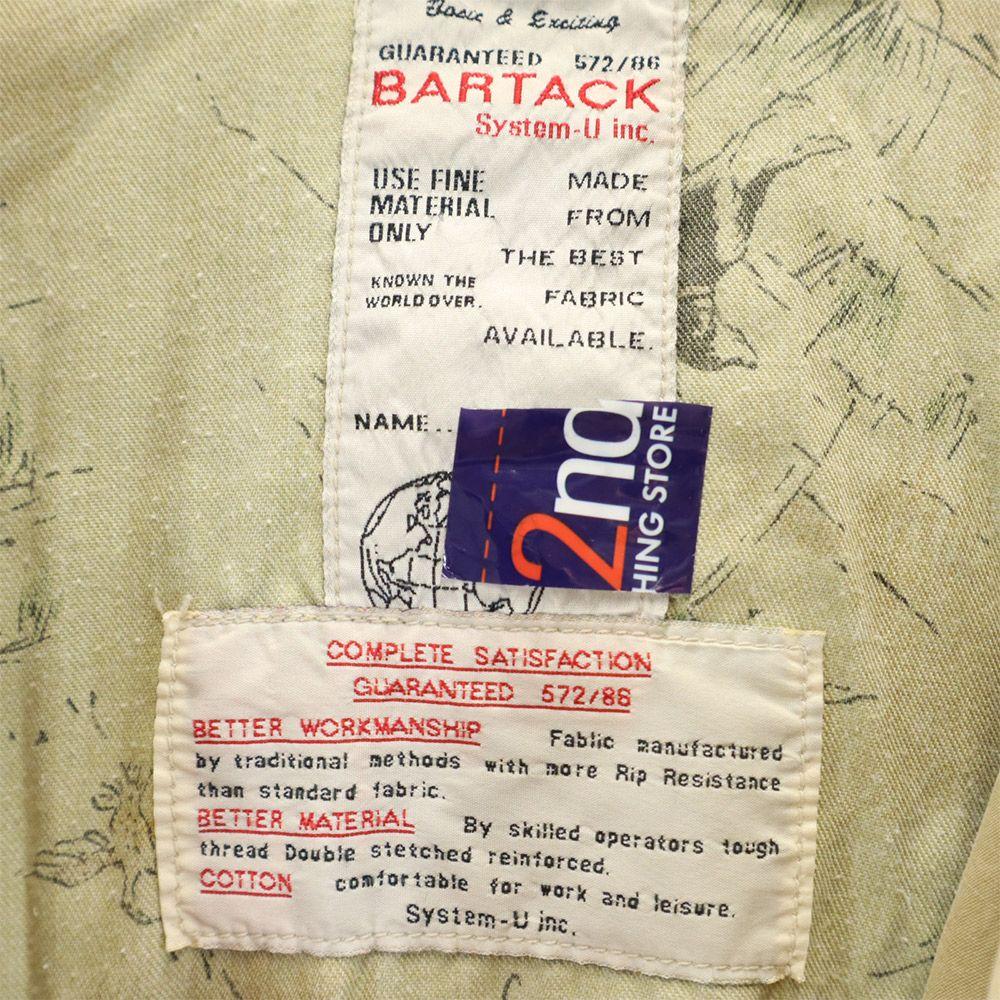 Basic & Exciting
GUARANTEED 572/86
BARTACK
System-U inc.
USE FINE
MATERIAL
ONLY
KNOWN THE
WORLD OVER.
MADE
FROM
THE BEST
FABRIC
AVAILABLE.
NAME..
2nd
HING STORE
COMPLETE SATISFACTION
GUARANTEED 572/86
BETTER WORKMANSHIP Fablic manufactured
by traditional methods with more Rip Resistance
than standard fabric.
BETTER MATERIAL By skilled operators tough
thread Double stetched reinforced.
COTTON comfortable for work and leisure.
System-U inc.